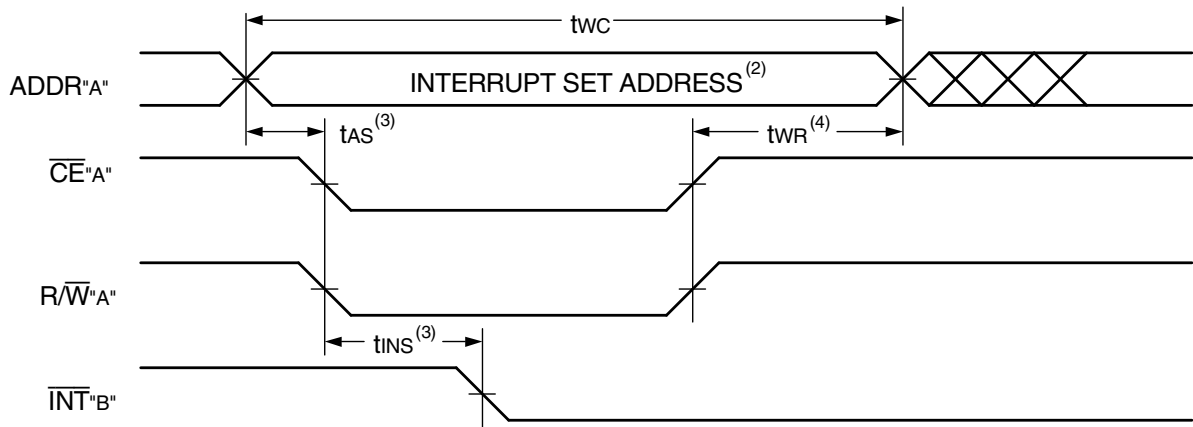 tWC
ADDR"A"
INTERRUPT SET ADDRESS(2)
tAS(3)
tWR(4)
CE"A"
R/W"A"
tINS(3)
INT"B"